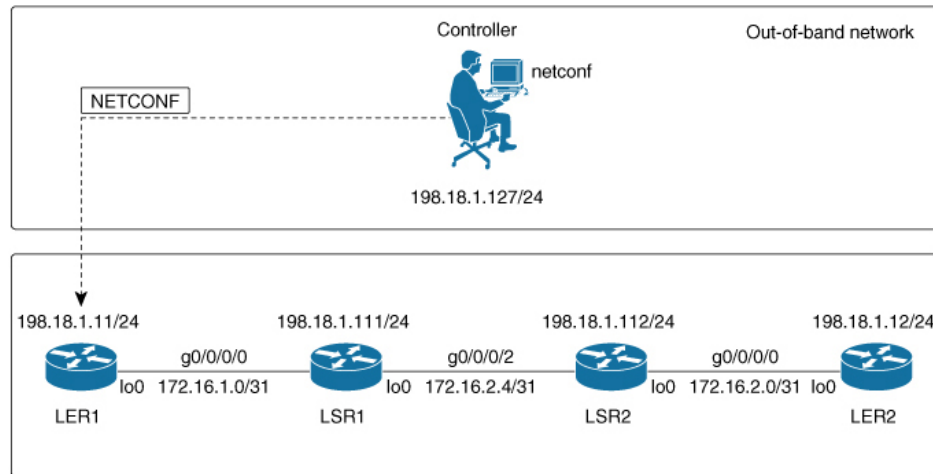 Controller
Out-of-band network
netconf
NETCONF
198.18.1.127/24
198.18.1.11/24
198.18.1.111/24
198.18.1.112/24
198.18.1.12/24
g0/0/0/0
g0/0/0/2
g0/0/0/0
lo0
172.16.1.0/31
lo0
172.16.2.4/31
lo0
172.16.2.0/31
lo0
LER1
LSR1
LSR2
LER2